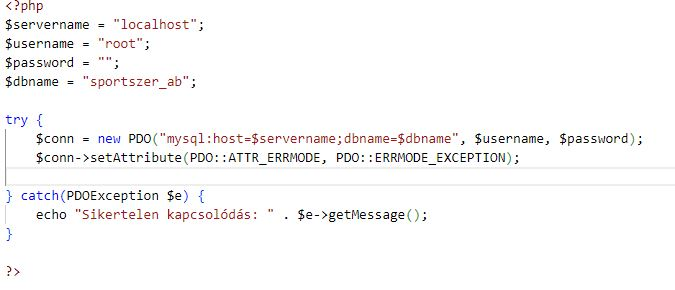 <?php
$servername = "localhost";
$username = "root";
$password = "";
$dbname = "sportszer_ab";

try {
    $conn = new PDO("mysql:host=$servername;dbname=$dbname", $username, $password);
    $conn->setAttribute(PDO::ATTR_ERRMODE, PDO::ERRMODE_EXCEPTION);

} catch(PDOException $e) {
    echo "Sikertelen kapcsolódás: " . $e->getMessage();
}

?>